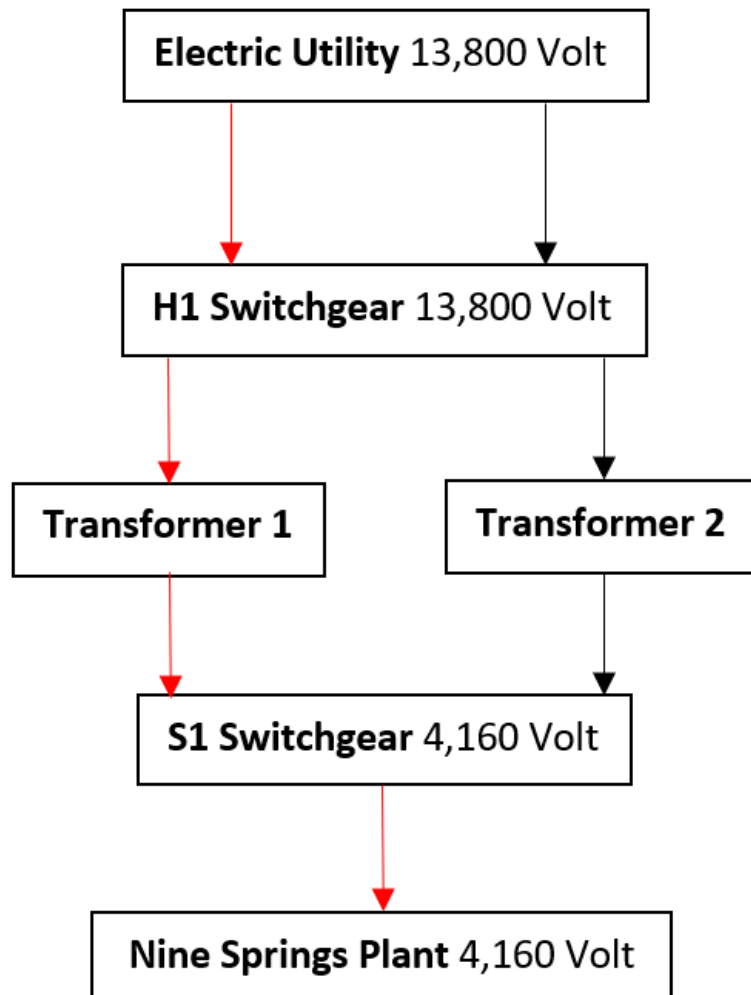 Electric Utility 13,800 Volt
H1 Switchgear 13,800 Volt
Transformer 1
Transformer 2
S1 Switchgear 4,160 Volt
Nine Springs Plant 4,160 Volt